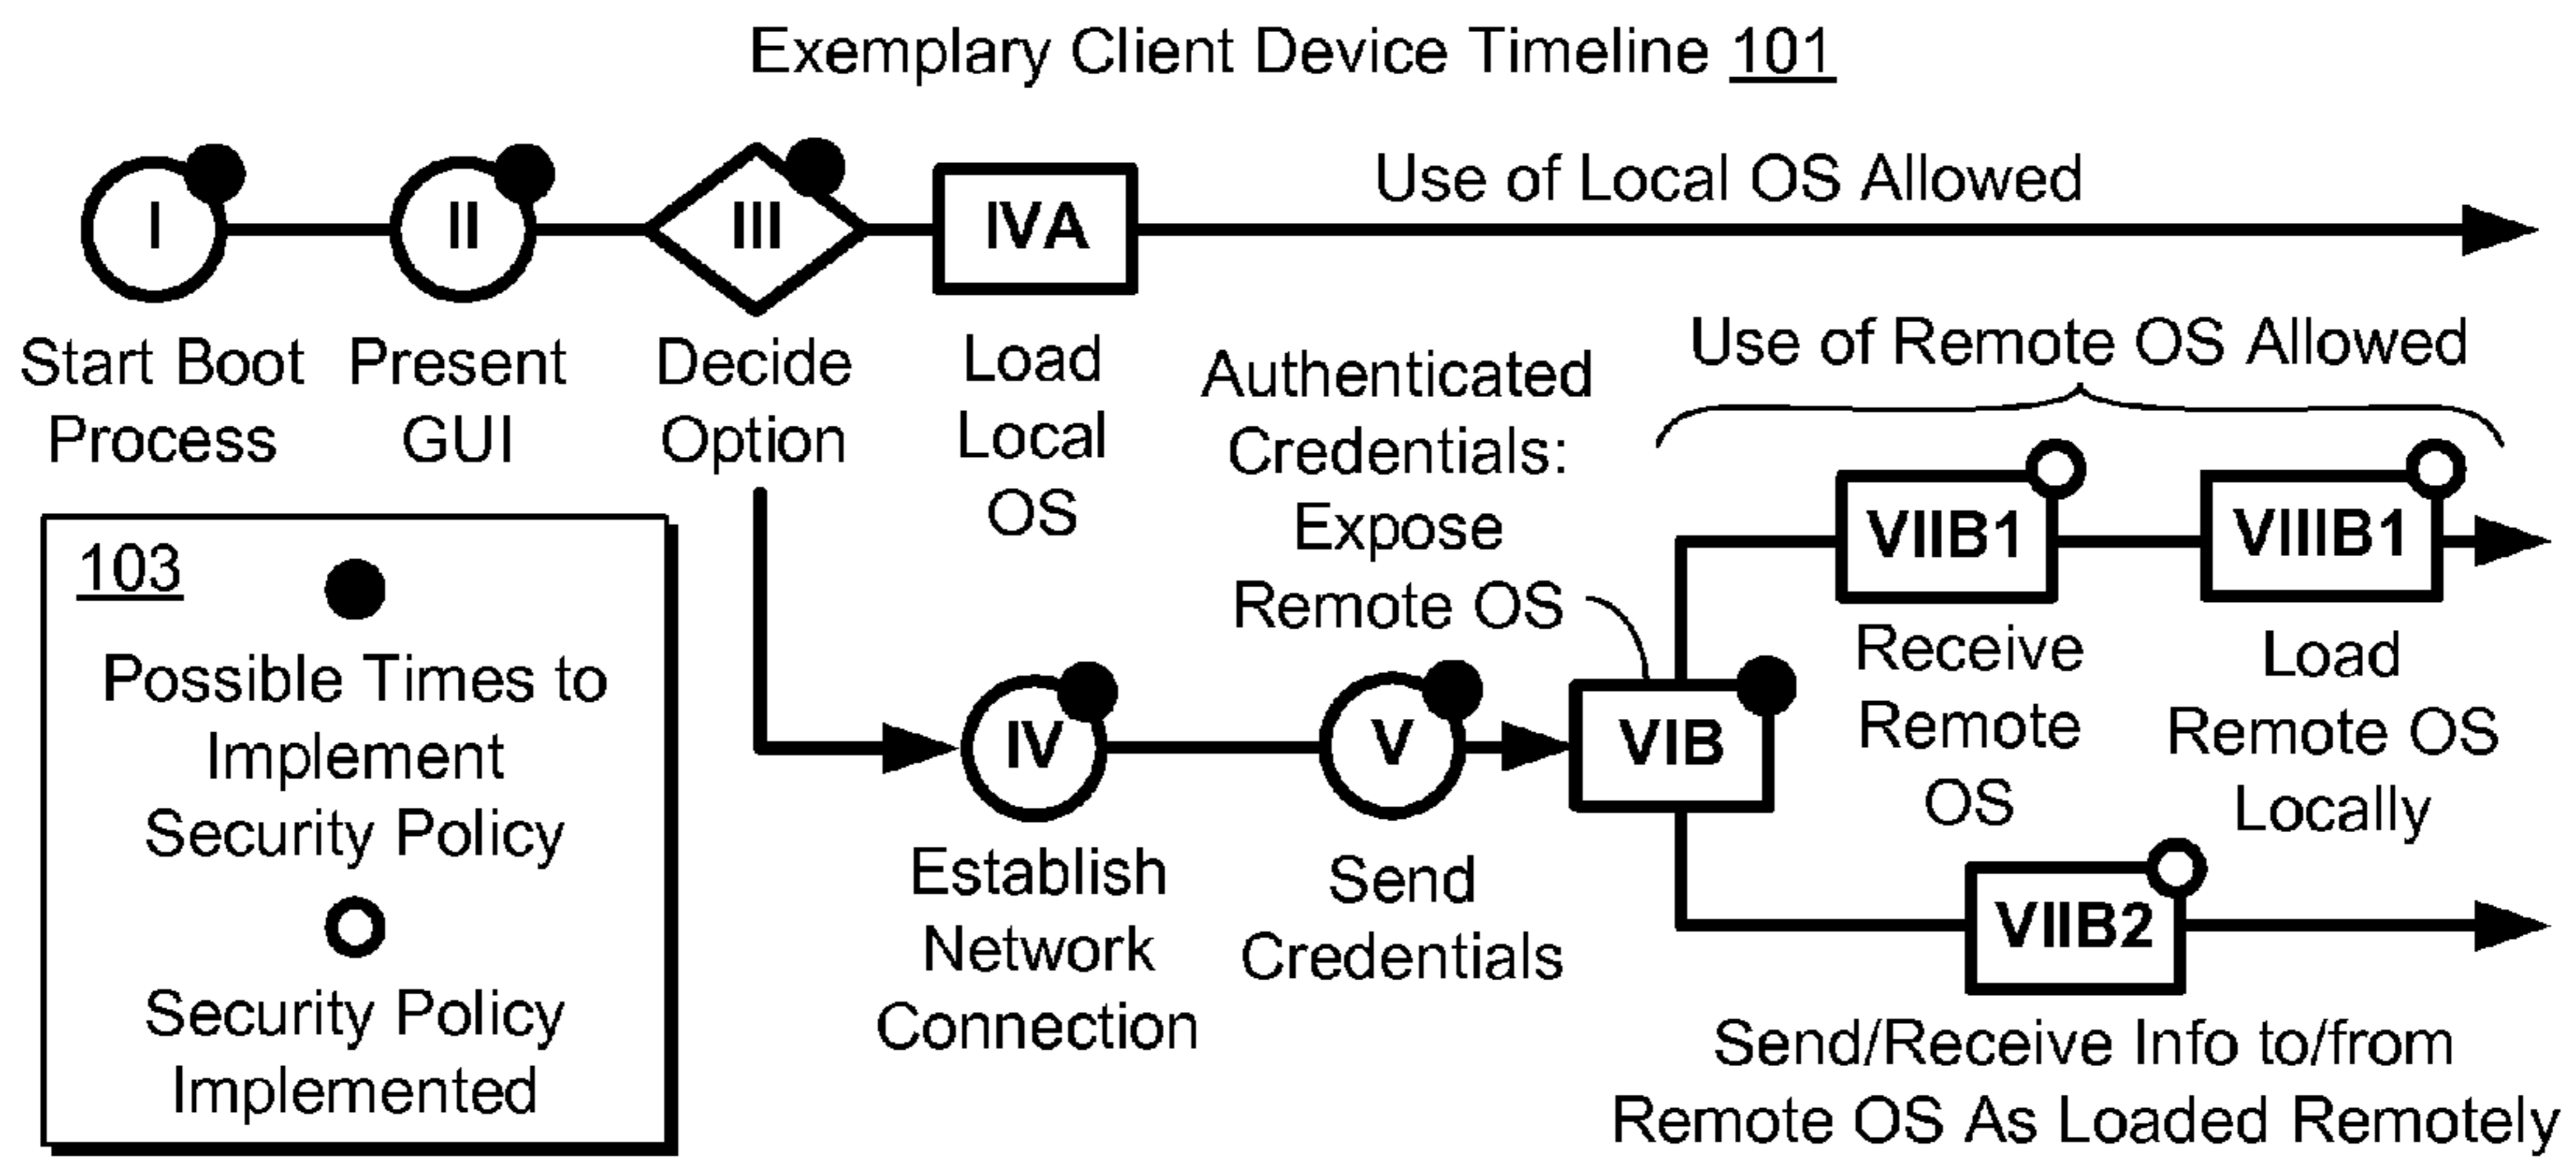 Exemplary Client Device Timeline 101
I
II
III
IVA
Use of Local OS Allowed
Start Boot
Process
Present
GUI
Decide
Option
Load
Local
OS
Authenticated
Credentials:
Expose
Remote OS
Use of Remote OS Allowed
VIIB1
VIIIB1
Receive
Remote
OS
Load
Remote OS
Locally
103
Possible Times to
Implement
Security Policy
Security Policy
Implemented
IV
V
VIB
Establish
Network
Connection
Send
Credentials
VIIB2
Send/Receive Info to/from
Remote OS As Loaded Remotely